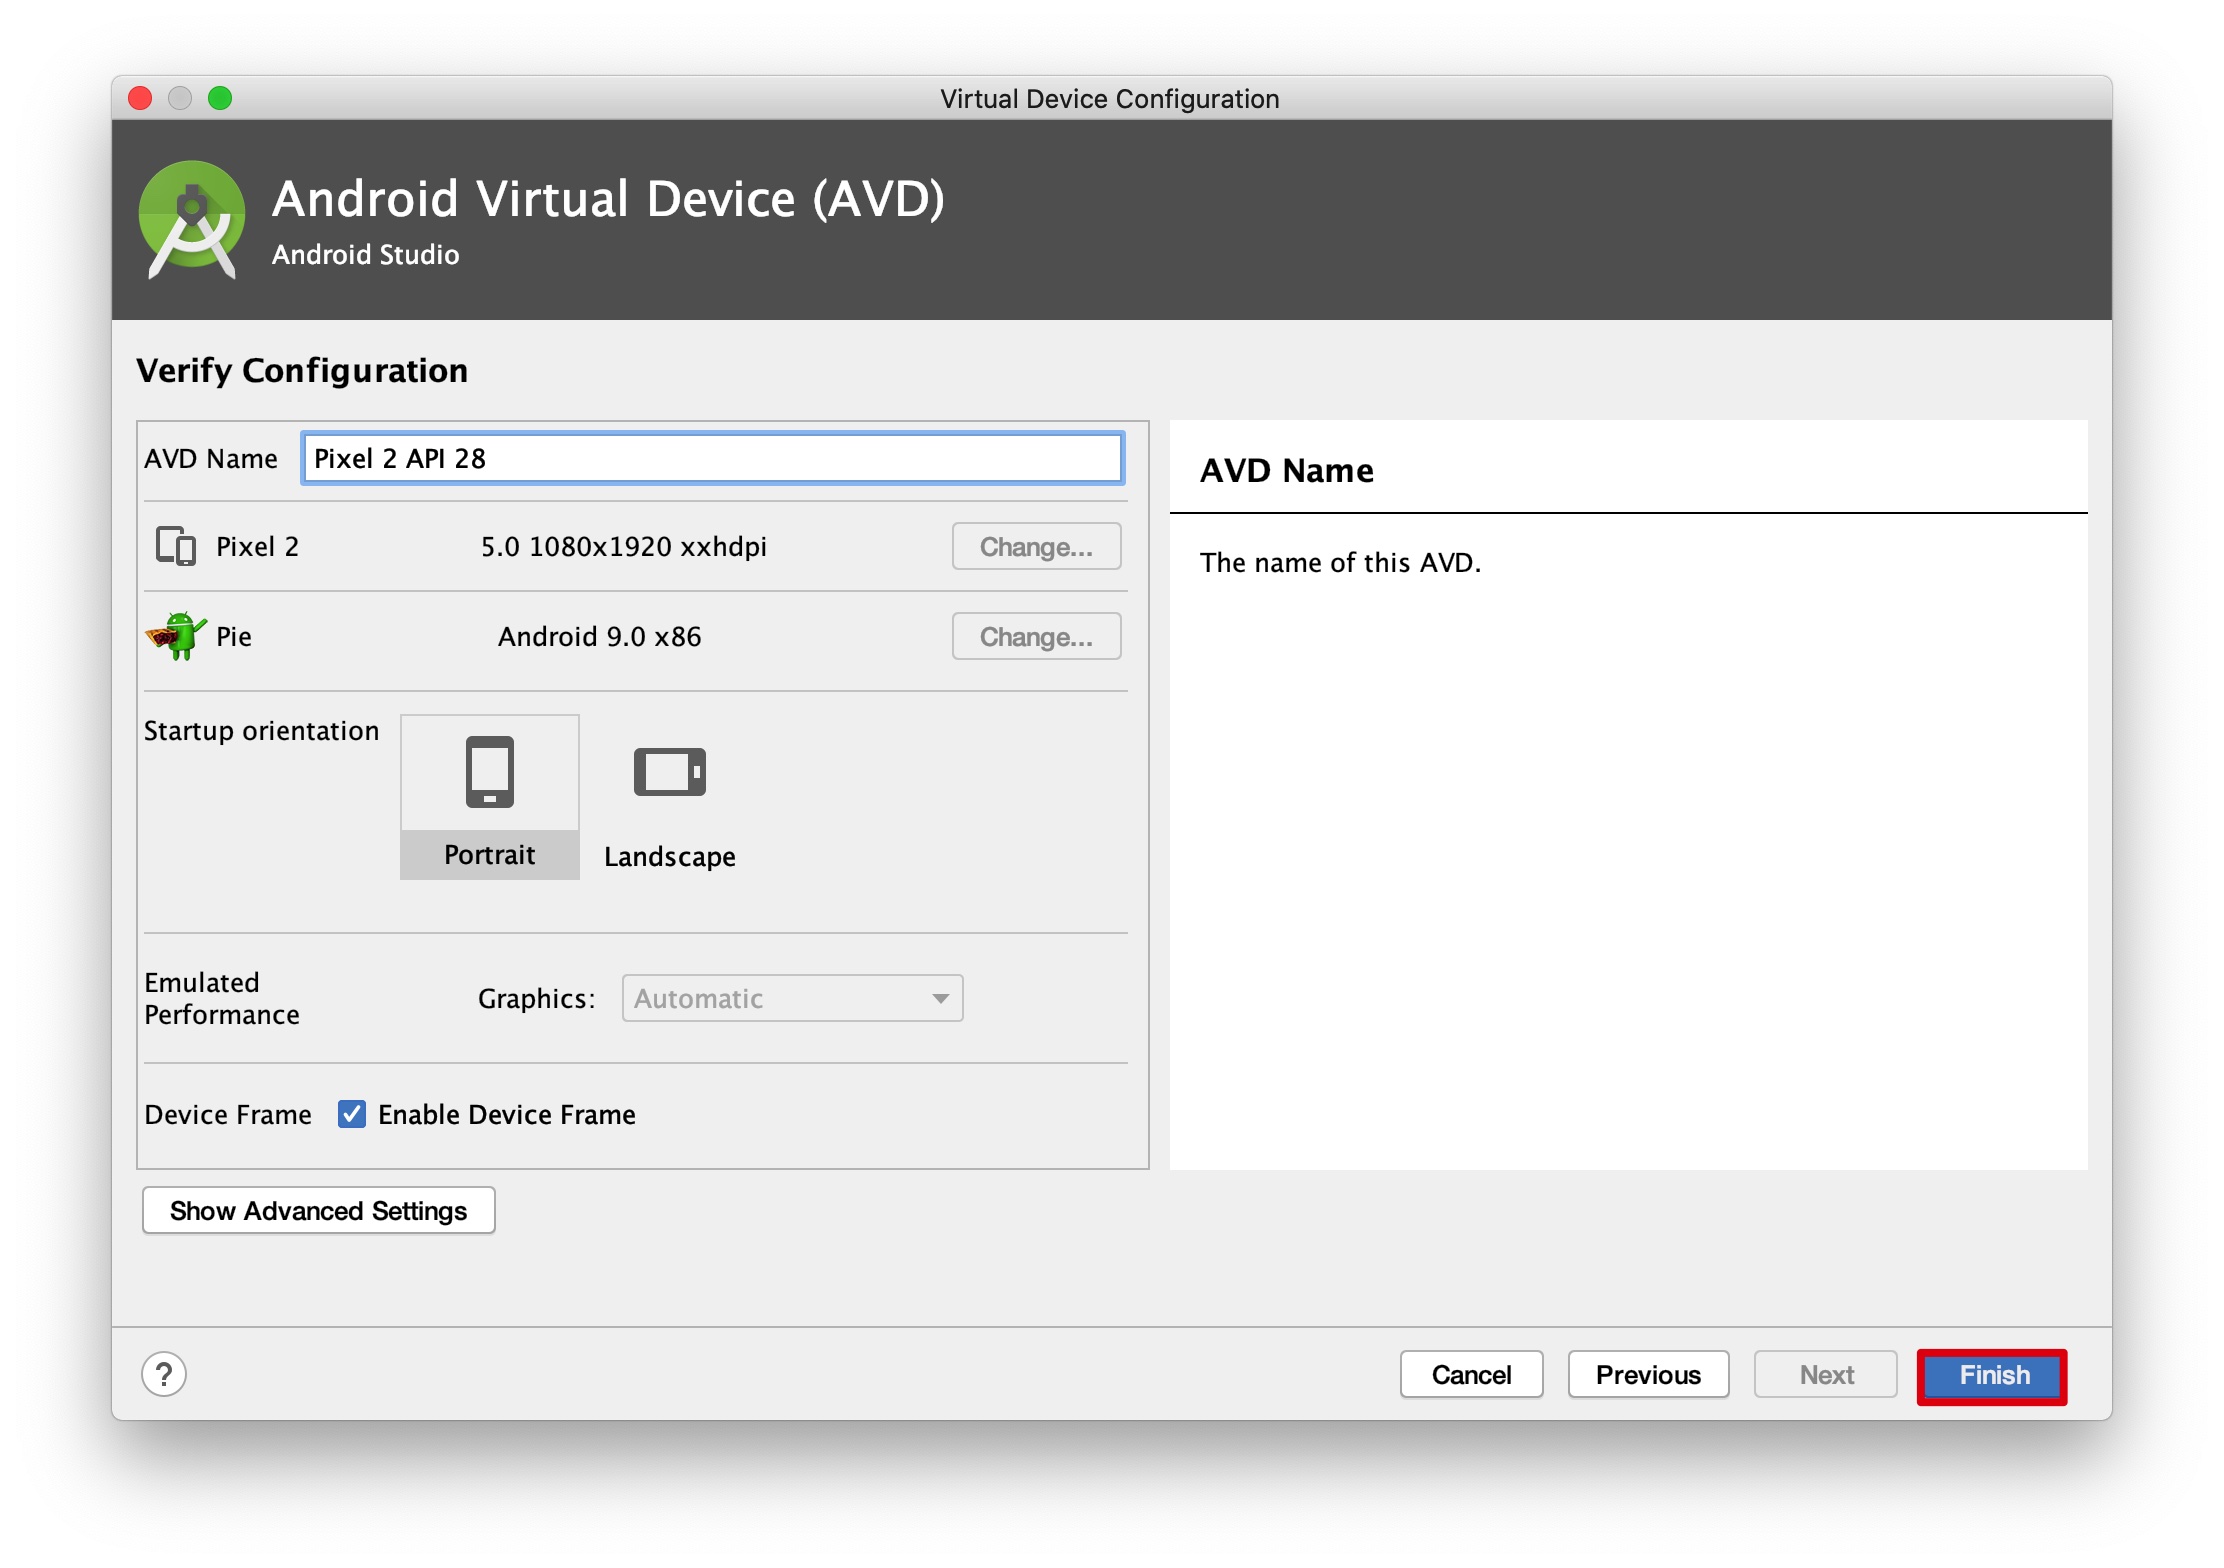 Virtual Device Configuration
Android Virtual Device (AVD)
Android Studio
Verify Configuration
AVD Name
Pixel 2 API 28
Pixel 2
5.0 1080x1920 xxhdpi
Change...
Pie
Android 9.0 x86
Change...
Startup orientation
Portrait
Landscape
Emulated
Performance
Graphics:
Automatic
Device Frame
Enable Device Frame
Show Advanced Settings
AVD Name
The name of this AVD.
?
Cancel
Previous
Next
Finish